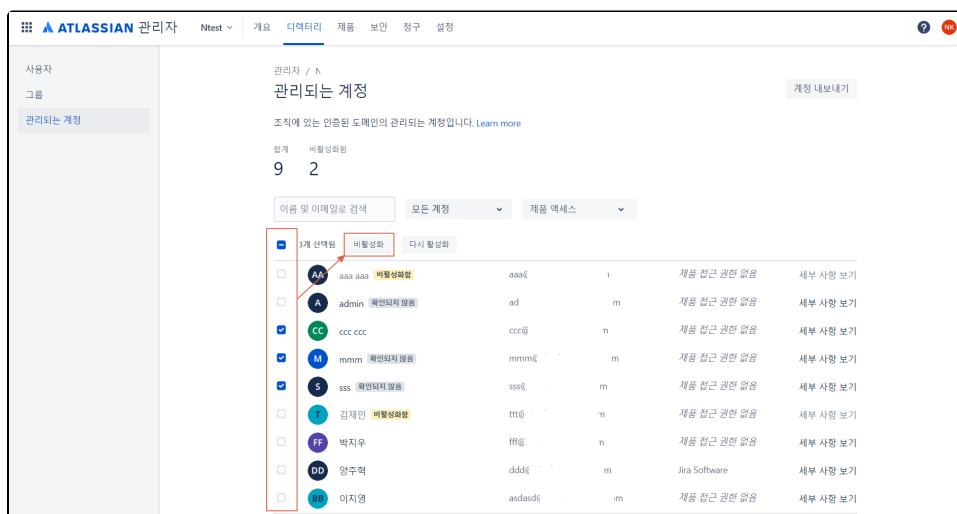 ATLASSIAN 관리자 Ntest 개요 디렉터리 제품 보안 청구 설정 NK
사용자
그룹
관리되는 계정
관리자 / N
관리되는 계정
계정 내보내기
조직에 있는 인증된 도메인의 관리되는 계정입니다. Learn more
합계 비활성화함
9 2
이름 및 이메일로 검색 모든 계정 제품 액세스
3개 선택됨 비활성화 다시 활성화
AA aaa aaa 비활성화함 aaa@ 제품 접근 권한 없음 세부 사항 보기
A admin 확인되지 않음 ad m 제품 접근 권한 없음 세부 사항 보기
CC ccc ccc ccc@ 제품 접근 권한 없음 세부 사항 보기
M mmm 확인되지 않음 mmm@ m 제품 접근 권한 없음 세부 사항 보기
S sss 확인되지 않음 sss@ m 제품 접근 권한 없음 세부 사항 보기
T 김재민 비활성화함 ttt@ 제품 접근 권한 없음 세부 사항 보기
FF 박지우 fff@ 제품 접근 권한 없음 세부 사항 보기
DD 양주혁 ddd@ m Jira Software 세부 사항 보기
BB 이지영 asdasd@ m 제품 접근 권한 없음 세부 사항 보기